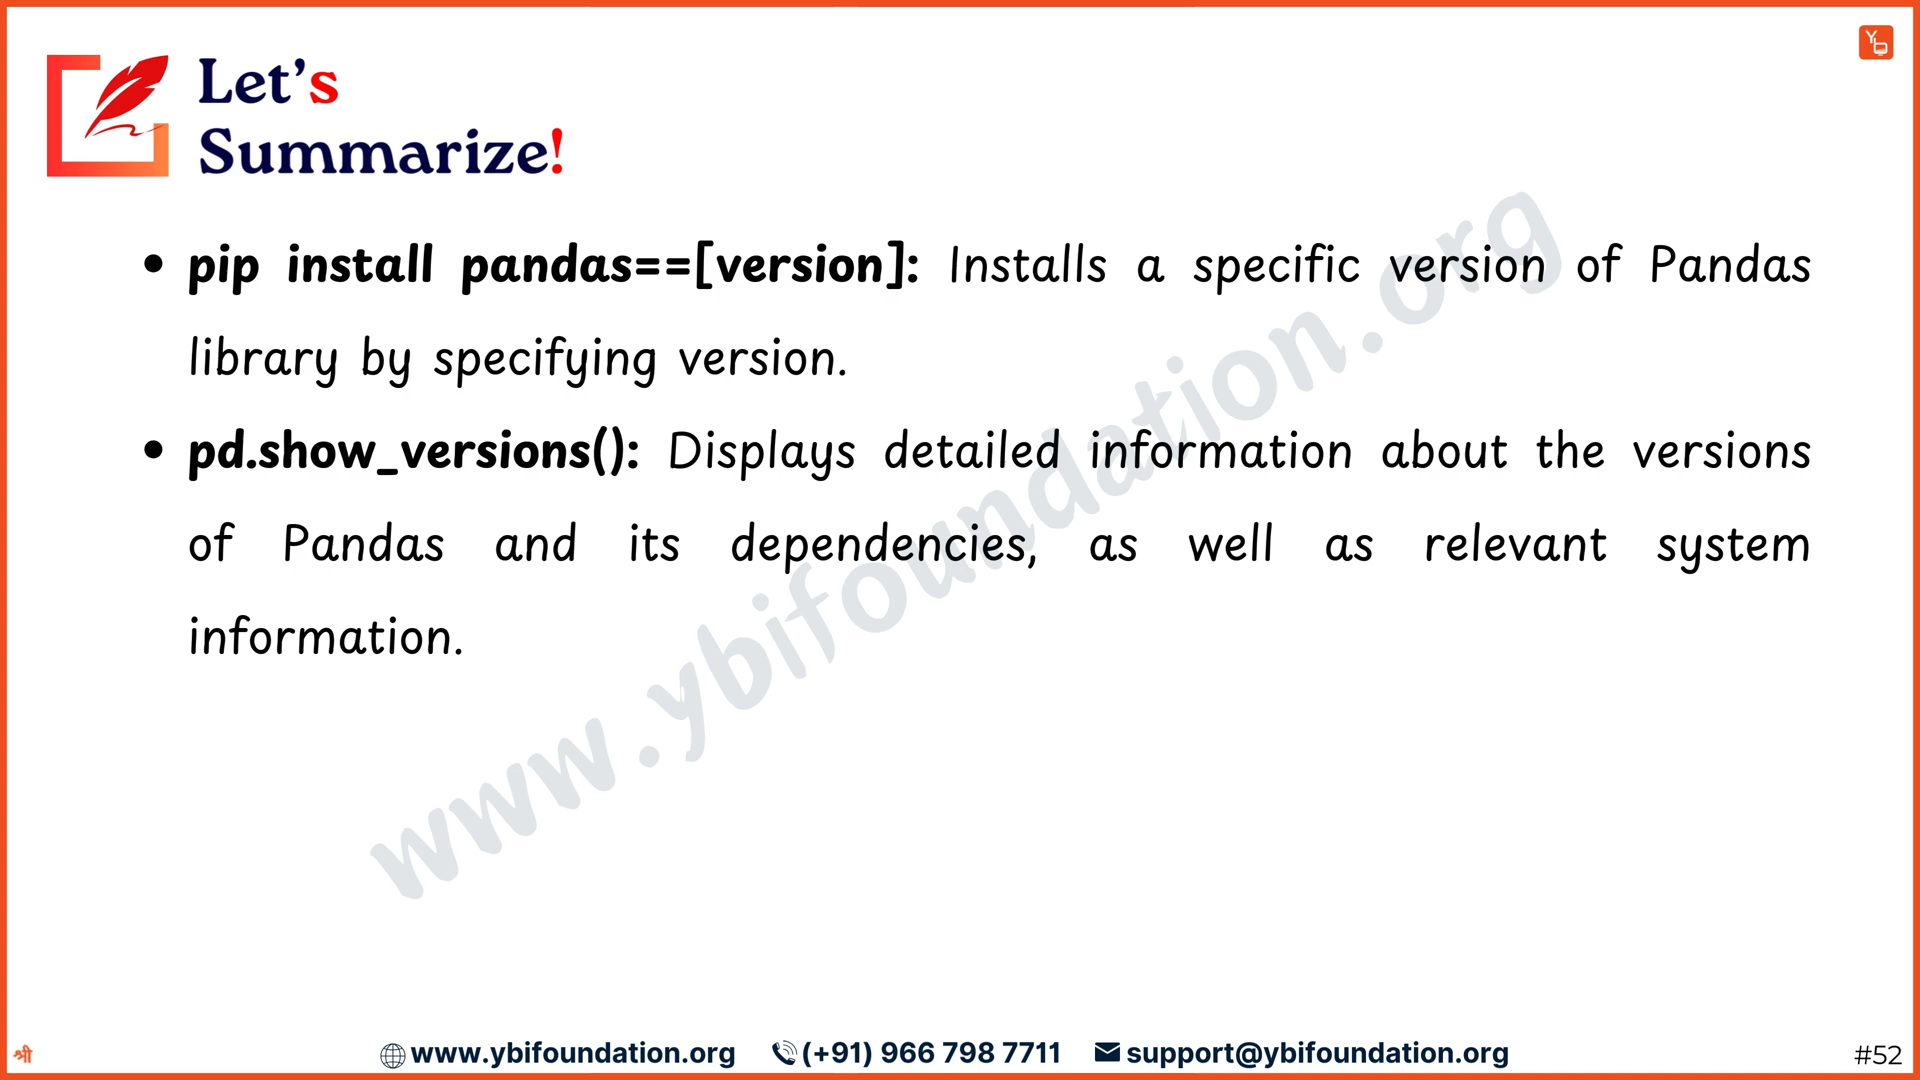 Let's
Summarize!
• pip install pandas==[version]: Installs a specific version of Pandas
library by specifying version.
• pd.show_versions(): Displays detailed information about the versions
of Pandas and its dependencies, as well as relevant system
information.
www.ybifoundation.org
श्री
www.ybifoundation.org (+91) 966 798 7711 support@ybifoundation.org
#52
Yb